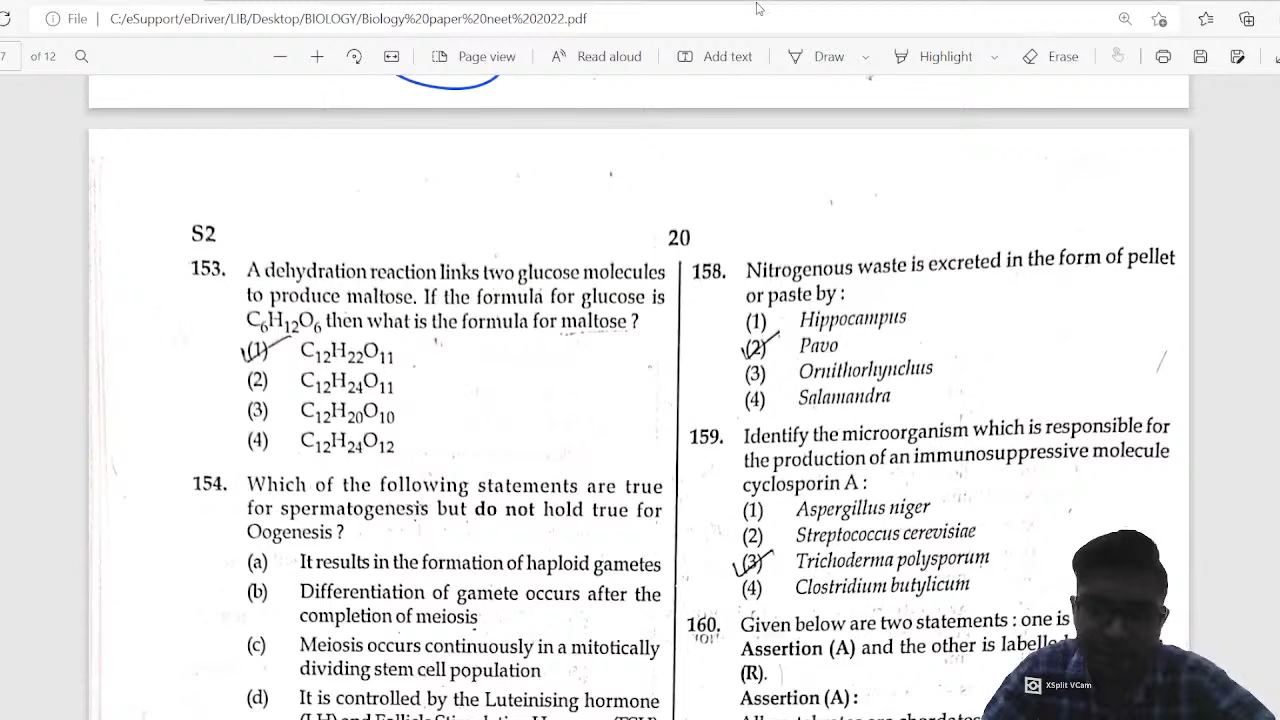 File
C:/eSupport/eDriver/LIB/Desktop/BIOLOGY/Biology%20paper%20neet%202022.pdf
7 of 12
Page view
Read aloud
Add text
Draw
Highlight
Erase
S2
20
153. A dehydration reaction links two glucose molecules
to produce maltose. If the formula for glucose is
C₆H₁₂O₆ then what is the formula for maltose ?
(1) C₁₂H₂₂O₁₁
(2) C₁₂H₂₄O₁₁
(3) C₁₂H₂₀O₁₀
(4) C₁₂H₂₄O₁₂
154. Which of the following statements are true
for spermatogenesis but do not hold true for
Oogenesis ?
(a) It results in the formation of haploid gametes
(b) Differentiation of gamete occurs after the
completion of meiosis
(c) Meiosis occurs continuously in a mitotically
dividing stem cell population
(d) It is controlled by the Luteinising hormone
158. Nitrogenous waste is excreted in the form of pellet
or paste by :
(1) Hippocampus
(2) Pavo
(3) Ornithorhynchus
(4) Salamandra
159. Identify the microorganism which is responsible for
the production of an immunosuppressive molecule
cyclosporin A :
(1) Aspergillus niger
(2) Streptococcus cerevisiae
(3) Trichoderma polysporum
(4) Clostridium butylicum
160. Given below are two statements : one is
Assertion (A) and the other is labelled
(R).
Assertion (A) :
XSplit VCam